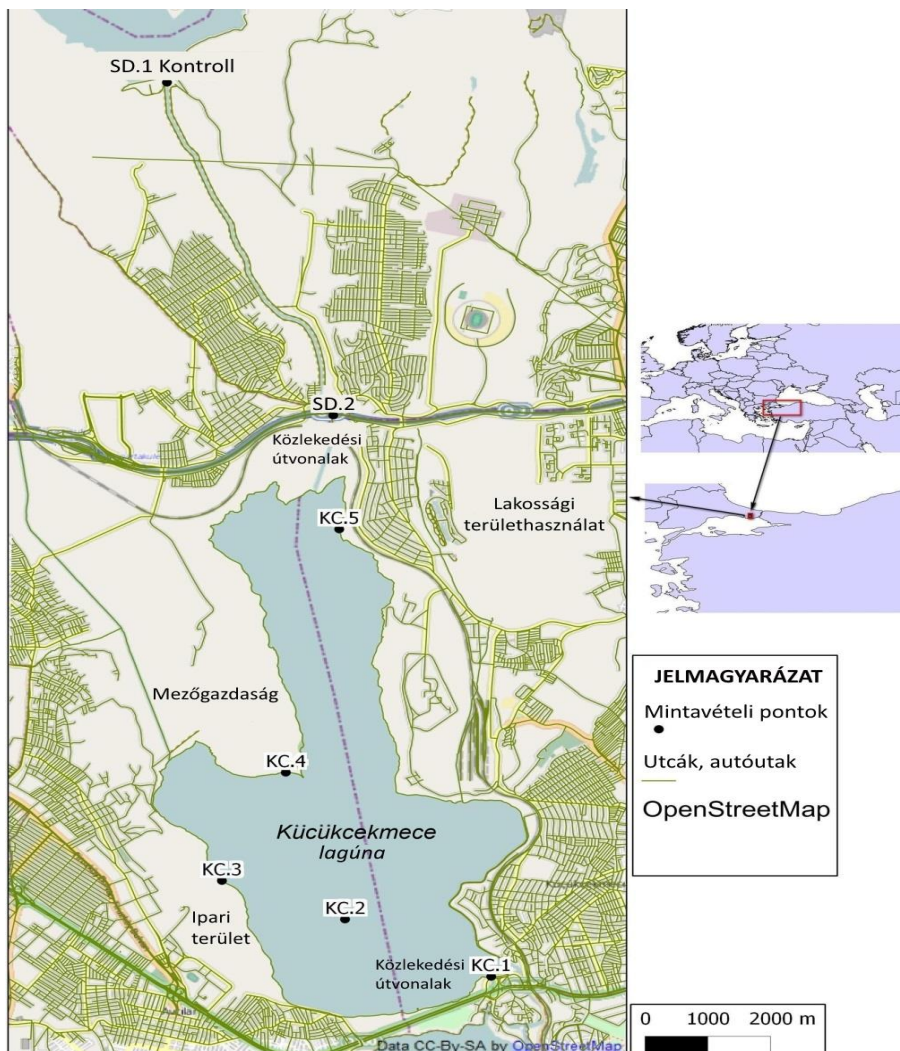 SD.1 Kontroll
SD.2
Közlekedési
útvonalak
KC.5
Lakossági
területhasználat
Mezőgazdaság
KC.4
Kücükcekmece
lagúna
KC.3
KC.2
Ipari
terület
Közlekedési
útvonalak
KC.1
Data CC-By-SA by OpenStreetMap
JELMAGYARÁZAT
Mintavételi pontok
Utcák, autóutak
OpenStreetMap
0 1000 2000 m